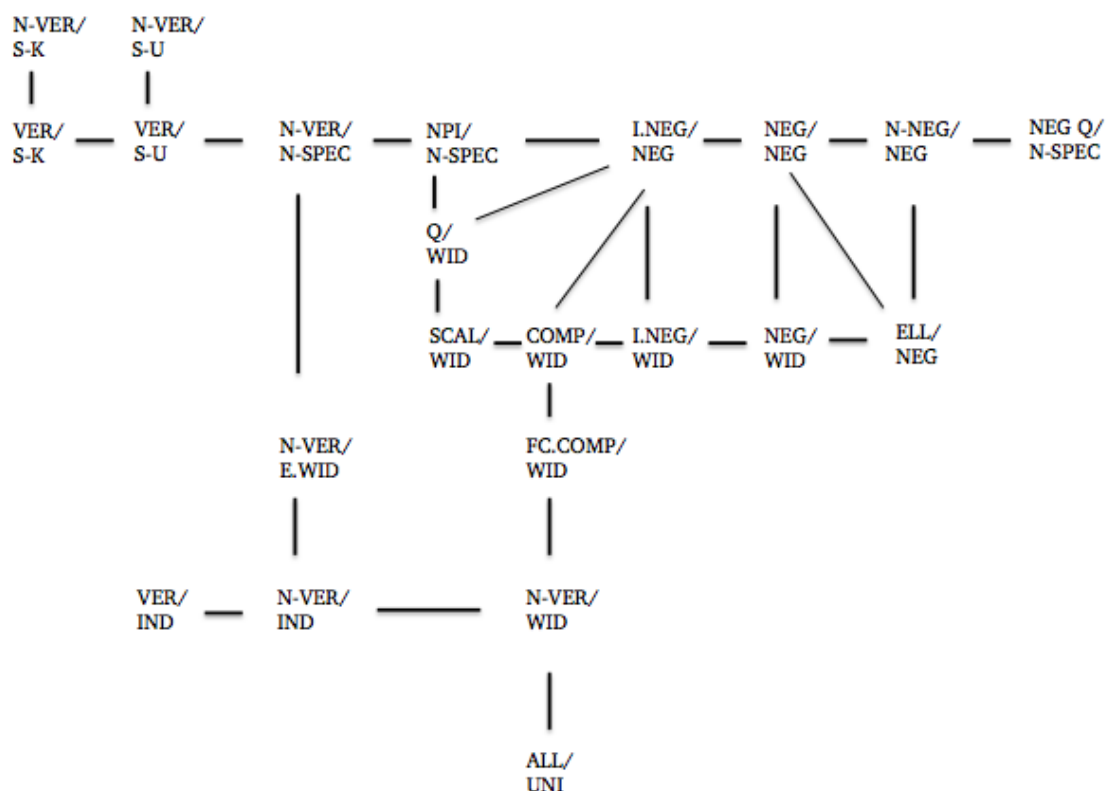 N-VER/
S-K
N-VER/
S-U
VER/
S-K
VER/
S-U
N-VER/
N-SPEC
NPI/
N-SPEC
I.NEG/
NEG
NEG/
NEG
N-NEG/
NEG
NEG Q/
N-SPEC
Q/
WID
SCAL/
WID
COMP/
WID
I.NEG/
WID
NEG/
WID
ELL/
NEG
N-VER/
E.WID
FC.COMP/
WID
VER/
IND
N-VER/
IND
N-VER/
WID
ALL/
UNI